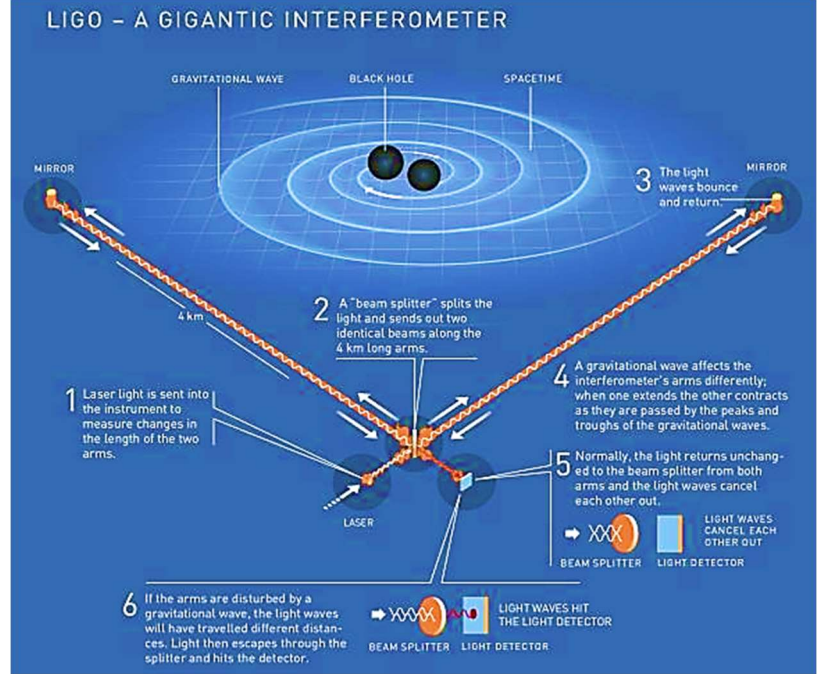 LIGO – A GIGANTIC INTERFEROMETER
GRAVITATIONAL WAVE
BLACK HOLE
SPACETIME
MIRROR
MIRROR
3 The light
waves bounce
and return.
4 km
2 A "beam splitter" splits the
light and sends out two
identical beams along the
4 km long arms.
1 Laser light is sent into
the instrument to
measure changes in
the length of the two
arms.
4 A gravitational wave affects the
interferometer's arms differently;
when one extends the other contracts
as they are passed by the peaks and
troughs of the gravitational waves.
5 Normally, the light returns unchang-
ed to the beam splitter from both
arms and the light waves cancel
each other out.
LIGHT WAVES
CANCEL EACH
OTHER OUT
BEAM SPLITTER
LIGHT DETECTOR
LASER
6 If the arms are disturbed by a
gravitational wave, the light waves
will have travelled different distan-
ces. Light then escapes through the
splitter and hits the detector.
LIGHT WAVES HIT
THE LIGHT DETECTOR
BEAM SPLITTER
LIGHT DETECTOR